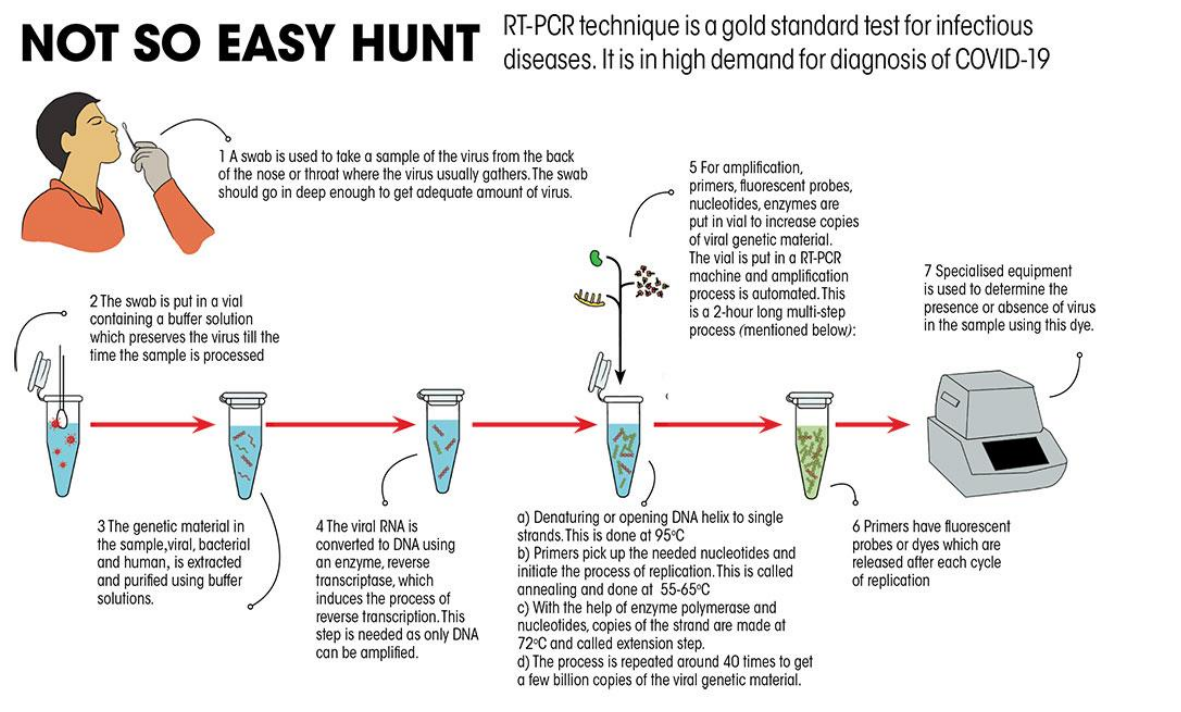 NOT SO EASY HUNT
RT-PCR technique is a gold standard test for infectious
diseases. It is in high demand for diagnosis of COVID-19
1 A swab is used to take a sample of the virus from the back
of the nose or throat where the virus usually gathers. The swab
should go in deep enough to get adequate amount of virus.
2 The swab is put in a vial
containing a buffer solution
which preserves the virus till the
time the sample is processed
3 The genetic material in
the sample,viral, bacterial
and human, is extracted
and purified using buffer
solutions.
4 The viral RNA is
converted to DNA using
an enzyme, reverse
transcriptase, which
induces the process of
reverse transcription. This
step is needed as only DNA
can be amplified.
5 For amplification,
primers, fluorescent probes,
nucleotides, enzymes are
put in vial to increase copies
of viral genetic material.
The vial is put in a RT-PCR
machine and amplification
process is automated. This
is a 2-hour long multi-step
process (mentioned below):
a) Denaturing or opening DNA helix to single
strands. This is done at 95°C
b) Primers pick up the needed nucleotides and
initiate the process of replication. This is called
annealing and done at 55-65°C
c) With the help of enzyme polymerase and
nucleotides, copies of the strand are made at
72°C and called extension step.
d) The process is repeated around 40 times to get
a few billion copies of the viral genetic material.
6 Primers have fluorescent
probes or dyes which are
released after each cycle
of replication
7 Specialised equipment
is used to determine the
presence or absence of virus
in the sample using this dye.